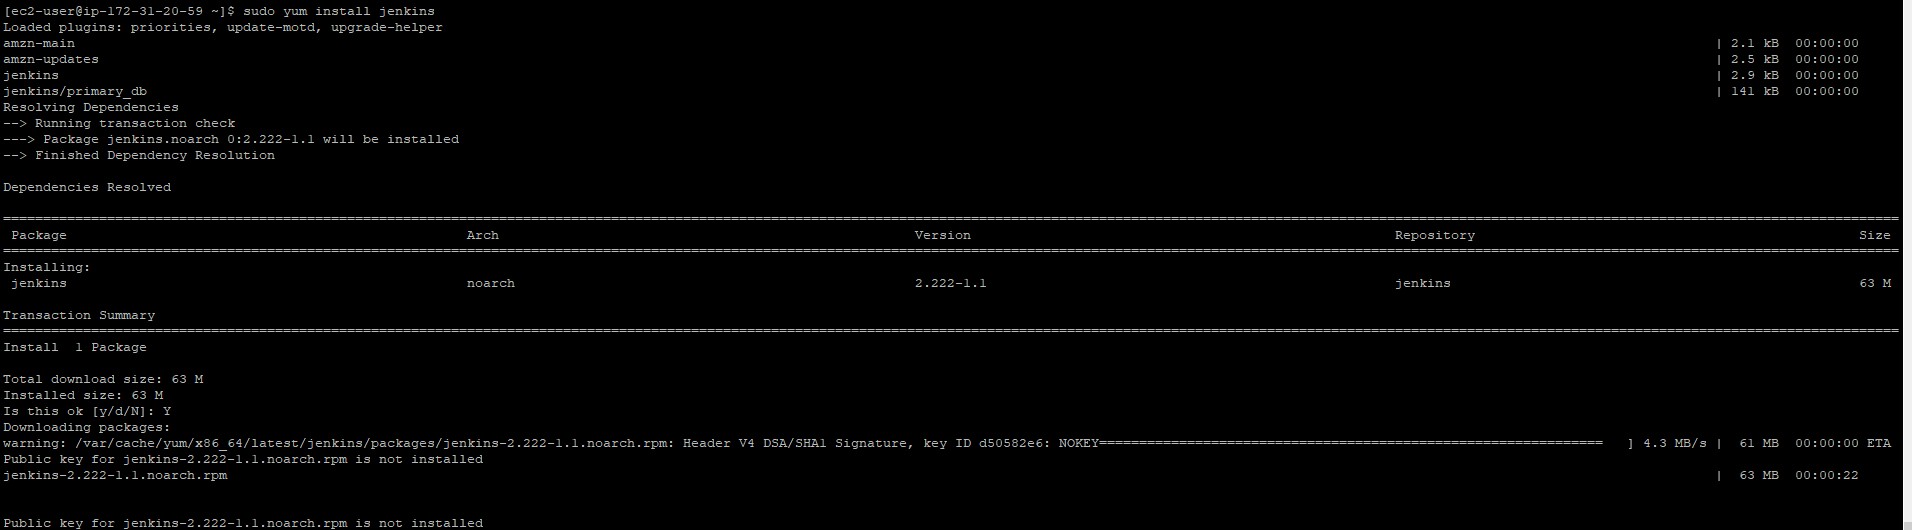 [ec2-user@ip-172-31-20-59 ~]$ sudo yum install jenkins
Loaded plugins: priorities, update-motd, upgrade-helper
amzn-main | 2.1 kB 00:00:00
amzn-updates | 2.5 kB 00:00:00
jenkins | 2.9 kB 00:00:00
jenkins/primary_db | 141 kB 00:00:00
Resolving Dependencies
--> Running transaction check
---> Package jenkins.noarch 0:2.222-1.1 will be installed
--> Finished Dependency Resolution
Dependencies Resolved
================================================================================
Package Arch Version Repository Size
================================================================================
Installing:
jenkins noarch 2.222-1.1 jenkins 63 M
Transaction Summary
================================================================================
Install 1 Package
Total download size: 63 M
Installed size: 63 M
Is this ok [y/d/N]: Y
Downloading packages:
warning: /var/cache/yum/x86_64/latest/jenkins/packages/jenkins-2.222-1.1.noarch.rpm: Header V4 DSA/SHA1 Signature, key ID d50582e6: NOKEY=============================================================== ] 4.3 MB/s | 61 MB 00:00:00 ETA
Public key for jenkins-2.222-1.1.noarch.rpm is not installed
jenkins-2.222-1.1.noarch.rpm | 63 MB 00:00:22
Public key for jenkins-2.222-1.1.noarch.rpm is not installed